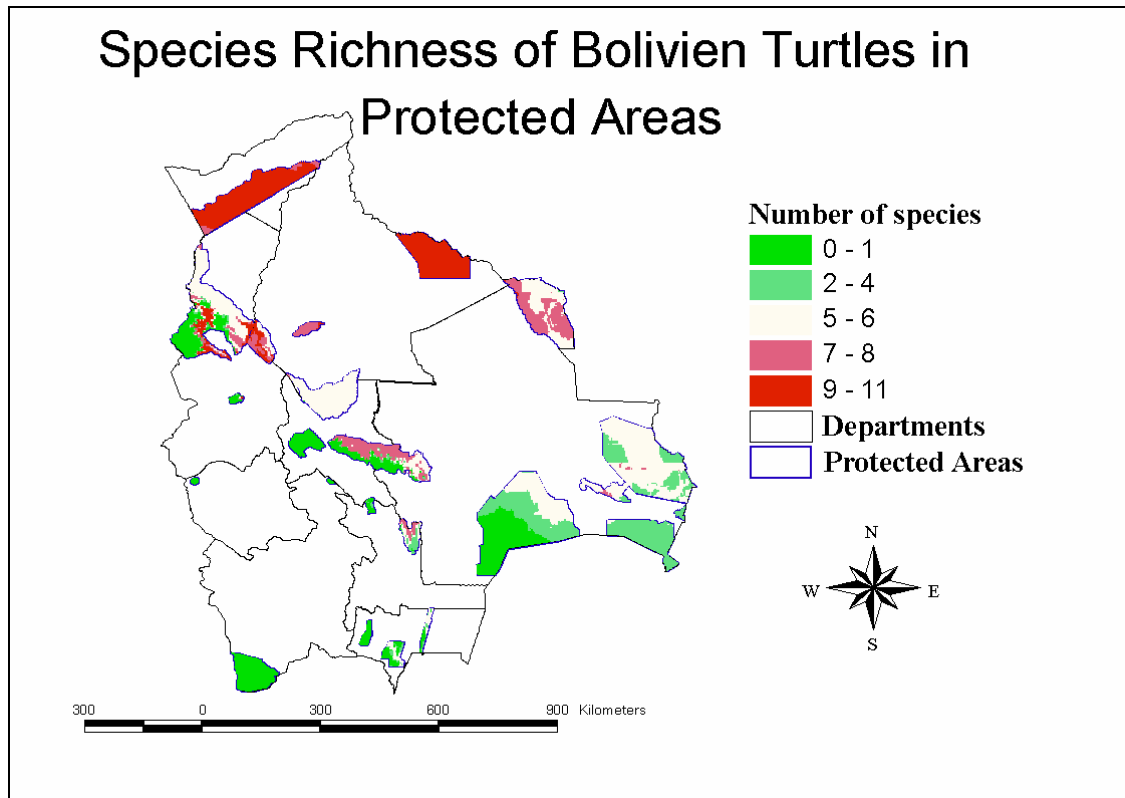 Species Richness of Bolivien Turtles in
Protected Areas
Number of species
0 - 1
2 - 4
5 - 6
7 - 8
9 - 11
Departments
Protected Areas
N
W E
S
300 0 300 600 900 Kilometers